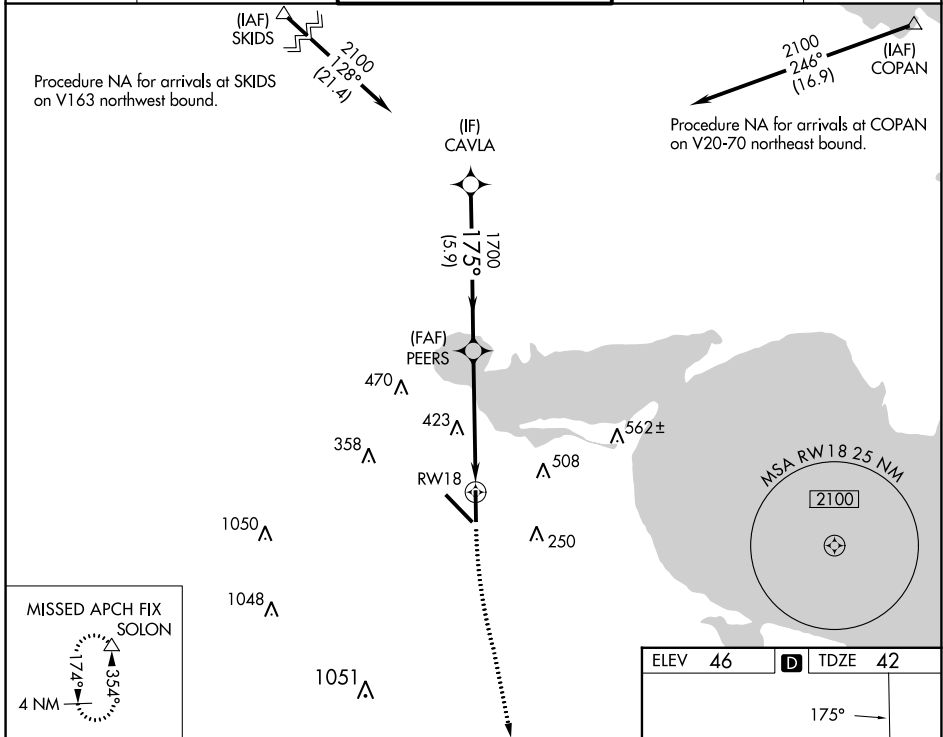 (IAF)
SKIDS
2100
128°
(21.4)
Procedure NA for arrivals at SKIDS
on V163 northwest bound.
2100
246°
(16.9)
(IAF)
COPAN
Procedure NA for arrivals at COPAN
on V20-70 northeast bound.
(IF)
CAVLA
1700
175°
(5.9)
(FAF)
PEERS
470
423
562±
358
508
RW18
MSA RW18 25 NM
2100
1050
250
1048
MISSED APCH FIX
SOLON
174°
354°
4 NM
1051
ELEV 46 D TDZE 42
175°